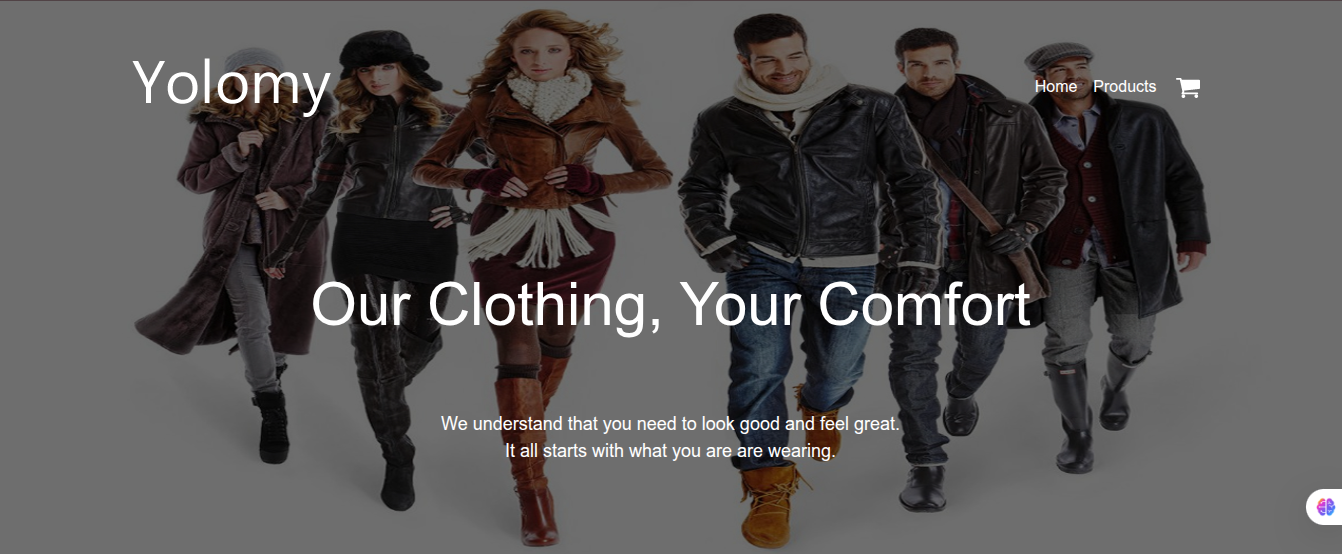 Yolomy
Home Products
Our Clothing, Your Comfort
We understand that you need to look good and feel great.
It all starts with what you are are wearing.